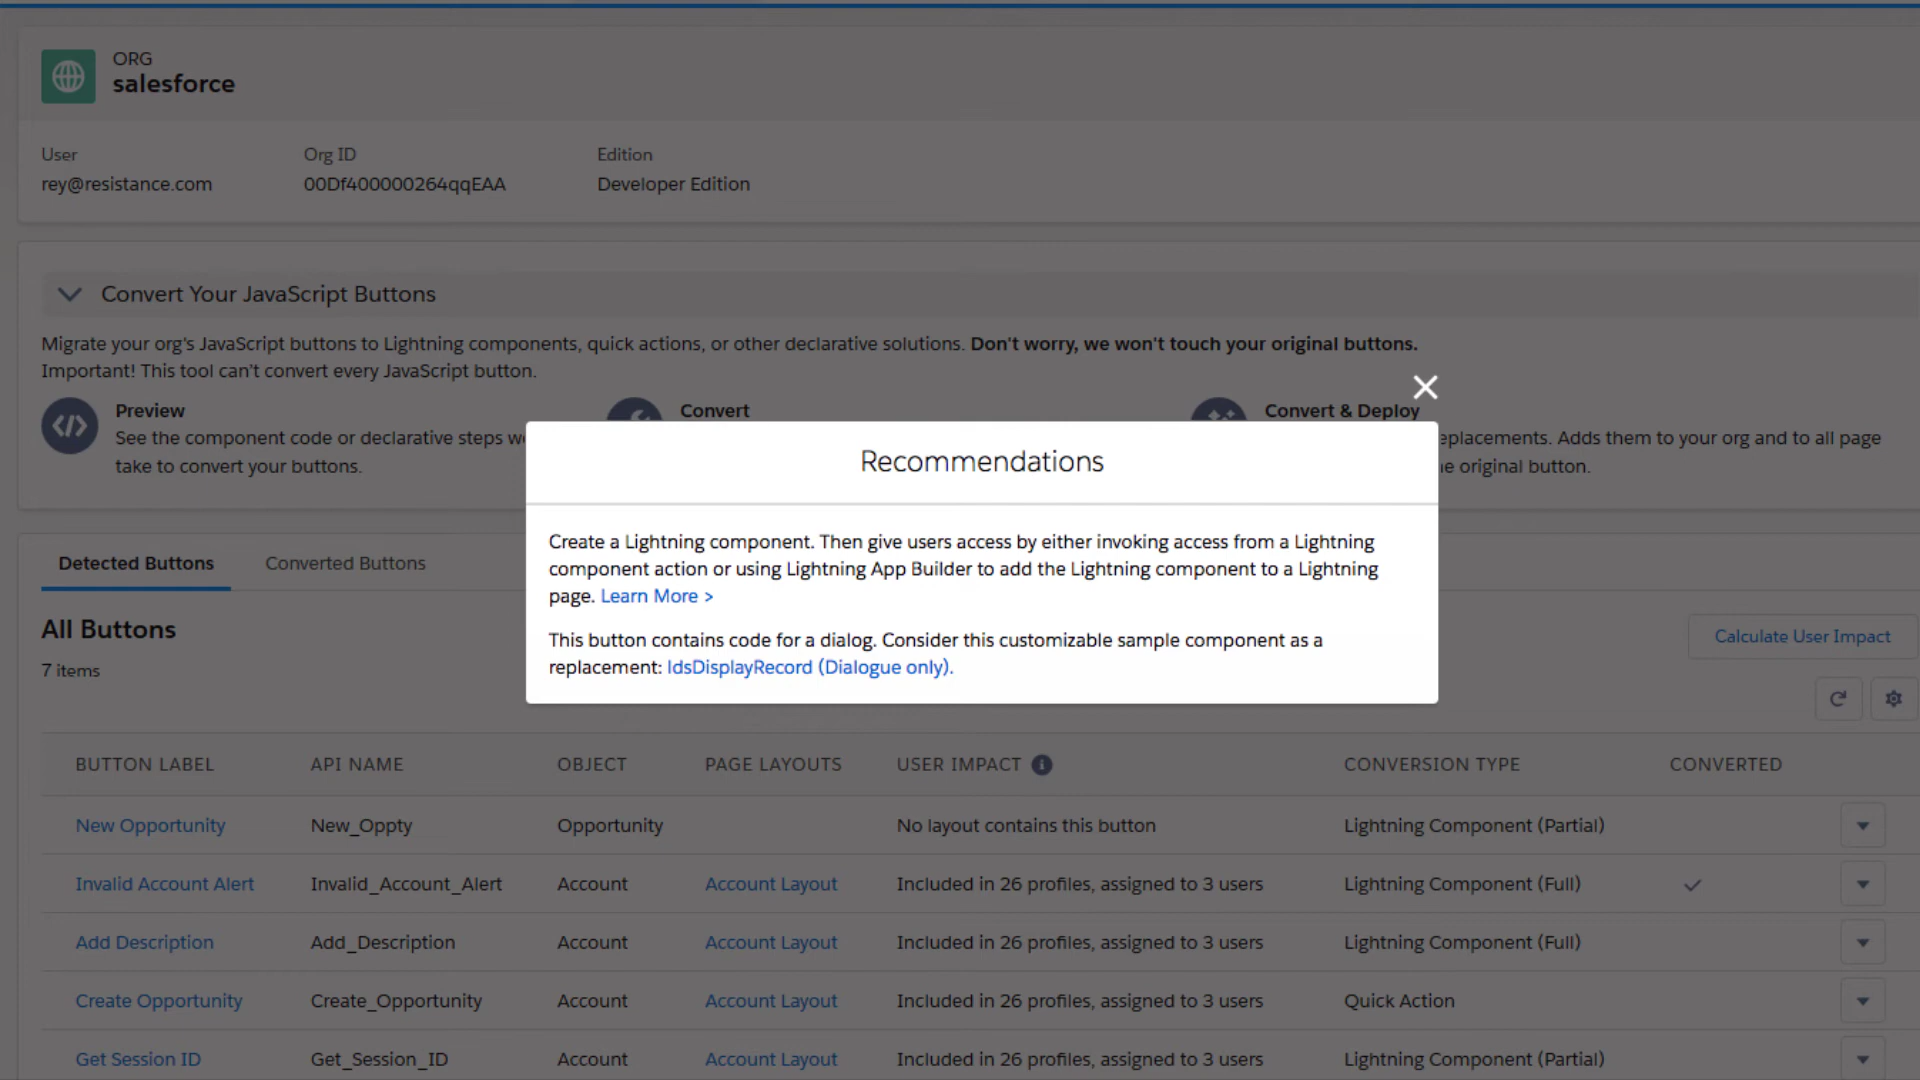 ORG
salesforce
User
Org ID
Edition
rey@resistance.com
00Df400000264qqEAA
Developer Edition
Convert Your JavaScript Buttons
Migrate your org's JavaScript buttons to Lightning components, quick actions, or other declarative solutions. Don't worry, we won't touch your original buttons.
Important! This tool can't convert every JavaScript button.
Preview
See the component code or declarative steps we
take to convert your buttons.
Convert
Convert & Deploy
eplacements. Adds them to your org and to all page
e original button.
Recommendations
Create a Lightning component. Then give users access by either invoking access from a Lightning
component action or using Lightning App Builder to add the Lightning component to a Lightning
page. Learn More >
This button contains code for a dialog. Consider this customizable sample component as a
replacement: ldsDisplayRecord (Dialogue only).
Detected Buttons
Converted Buttons
All Buttons
7 items
Calculate User Impact
BUTTON LABEL API NAME OBJECT PAGE LAYOUTS USER IMPACT CONVERSION TYPE CONVERTED
New Opportunity New_Oppty Opportunity No layout contains this button Lightning Component (Partial)
Invalid Account Alert Invalid_Account_Alert Account Account Layout Included in 26 profiles, assigned to 3 users Lightning Component (Full)
Add Description Add_Description Account Account Layout Included in 26 profiles, assigned to 3 users Lightning Component (Full)
Create Opportunity Create_Opportunity Account Account Layout Included in 26 profiles, assigned to 3 users Quick Action
Get Session ID Get_Session_ID Account Account Layout Included in 26 profiles, assigned to 3 users Lightning Component (Partial)